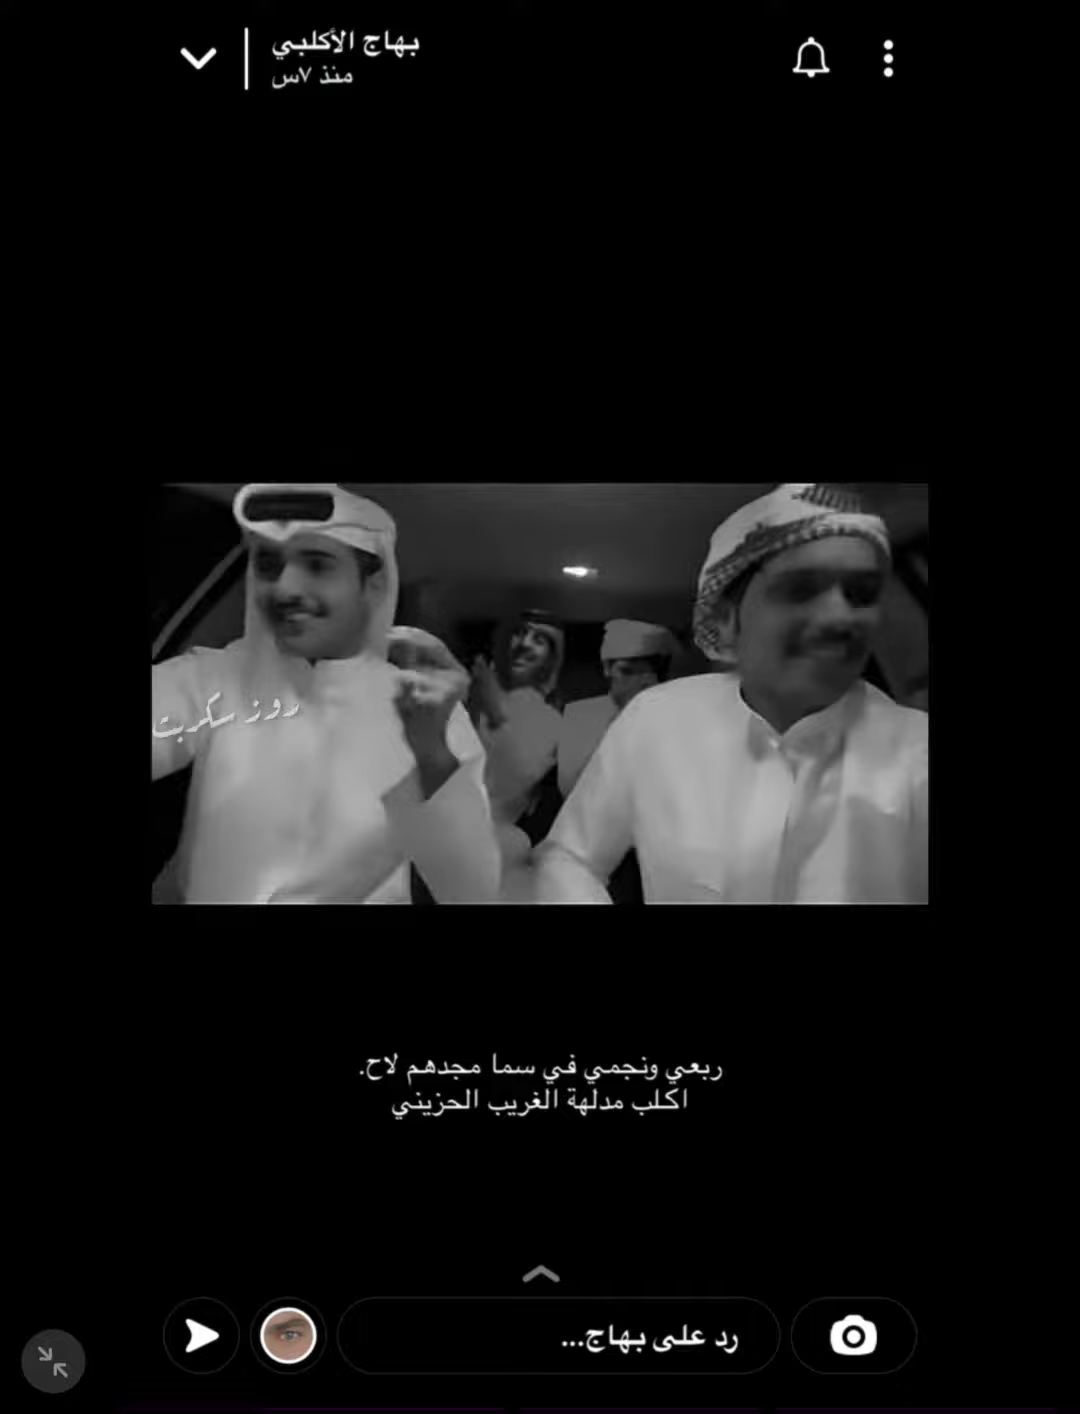 بهاج الأكلبي
منذ ٧س
روز سكربت
ربعي ونجمي في سما مجدهم لاح.
اكلب مدلهة الغريب الحزيني
رد على بهاج...